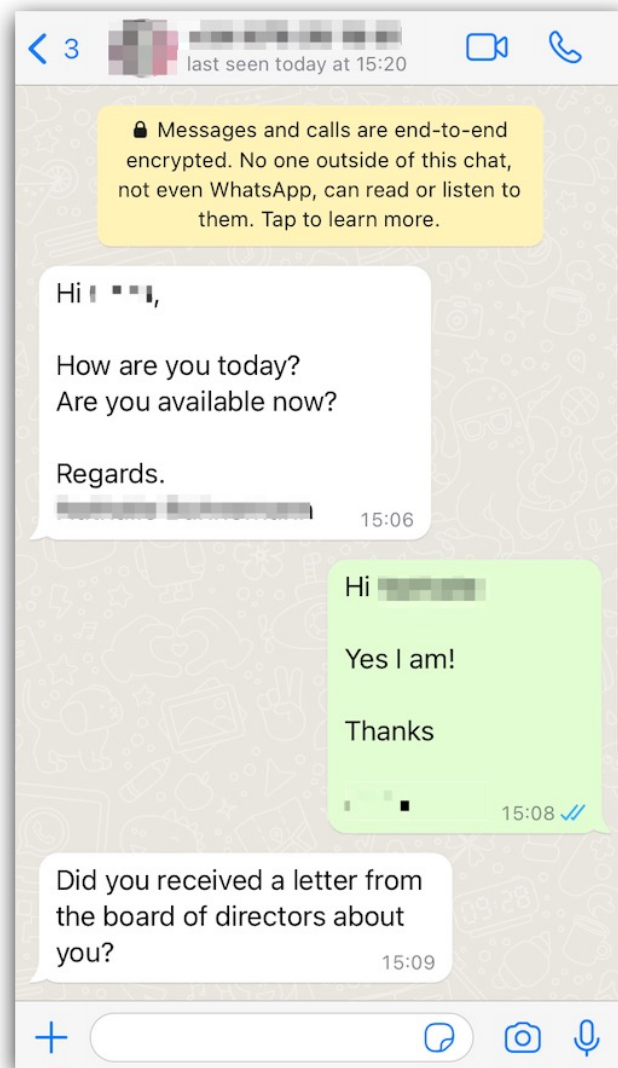 3
last seen today at 15:20
Messages and calls are end-to-end
encrypted. No one outside of this chat,
not even WhatsApp, can read or listen to
them. Tap to learn more.
Hi
How are you today?
Are you available now?
Regards.
15:06
Hi
Yes I am!
Thanks
15:08
Did you received a letter from
the board of directors about
you?
15:09